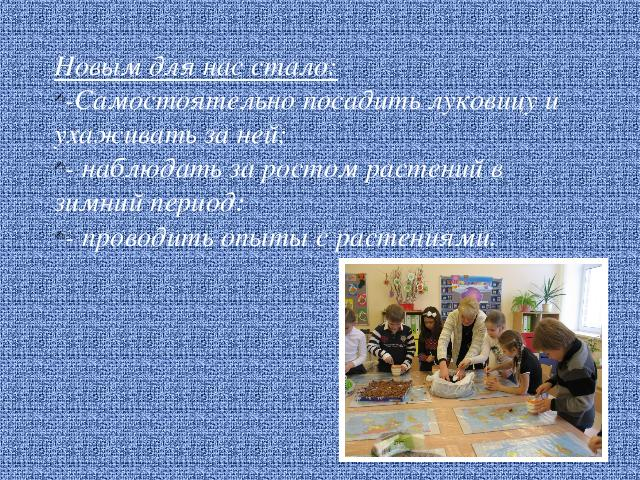 Новым для нас стало:
-Самостоятельно посадить луковицу и
ухаживать за ней;
- наблюдать за ростом растений в
зимний период:
- проводить опыты с растениями.